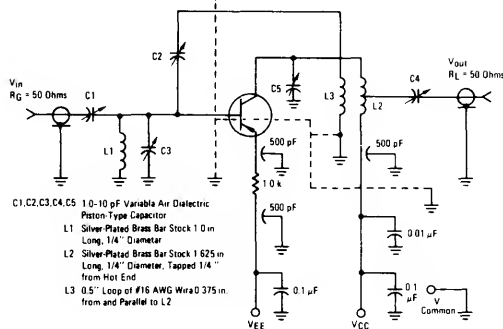 Vin
RG = 50 Ohms
C1
C2
L1
C3
C5
L3
L2
C4
Vout
RL = 50 Ohms
500 pF
500 pF
1 0 k
500 pF
0 01 µF
0.1 µF
0.1 µF
VEE
VCC
V
Common
C1,C2,C3,C4,C5 1.0-10 pF Variable Air Dielectric
Piston-Type Capacitor
L1 Silver-Plated Brass Bar Stock 1 0 in
Long, 1/4" Diameter
L2 Silver-Plated Brass Bar Stock 1 625 in
Long, 1/4" Diameter, Tapped 1/4"
from Hot End
L3 0.5" Loop of #16 AWG Wire 0 375 in.
from and Parallel to L2